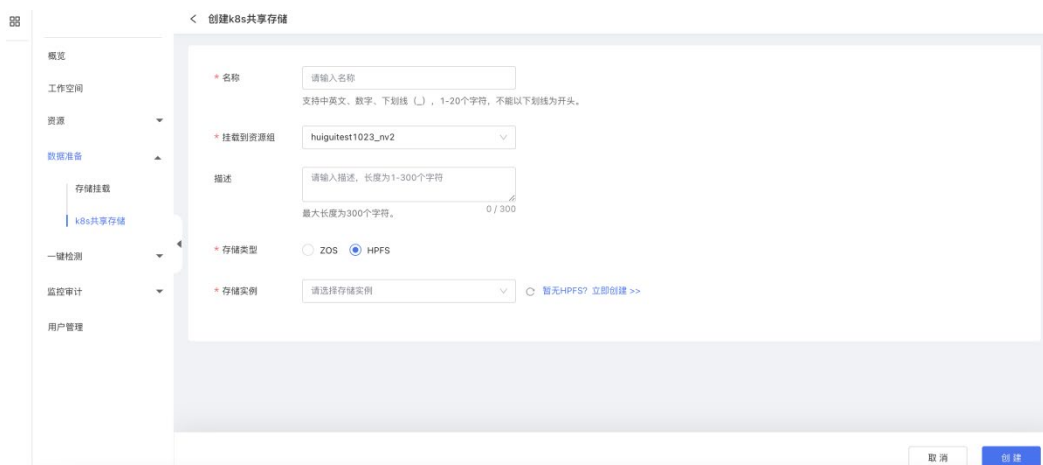 创建k8s共享存储
概览
工作空间
资源
数据准备
存储挂载
k8s共享存储
一键检测
监控审计
用户管理
* 名称
请输入名称
支持中英文、数字、下划线（_），1-20个字符，不能以下划线为开头。
* 挂载到资源组
huiguitest1023_nv2
描述
请输入描述，长度为1-300个字符
0 / 300
最大长度为300个字符。
* 存储类型
ZOS HPFS
* 存储实例
请选择存储实例
暂无HPFS？立即创建 >>
取消
创建